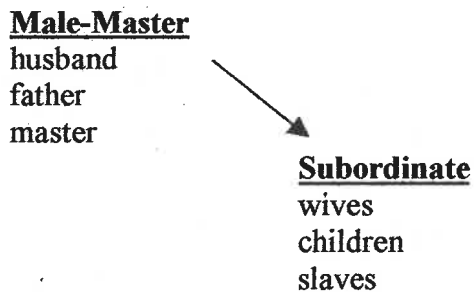 Male-Master
husband
father
master
Subordinate
wives
children
slaves